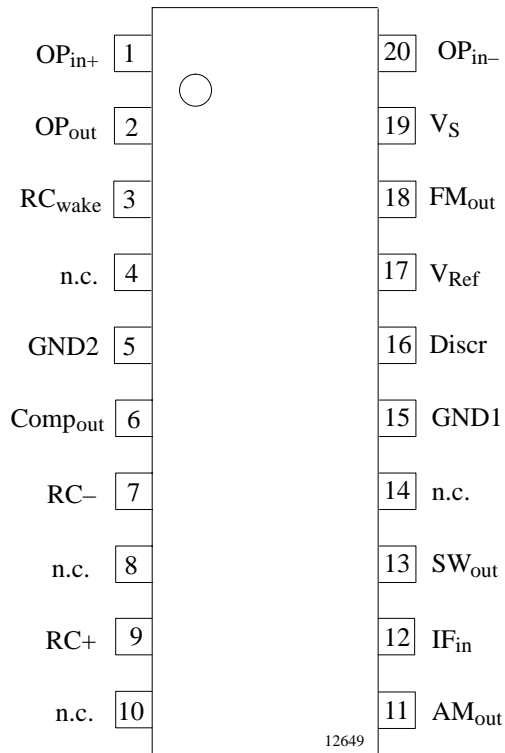 OPin+ 1 20 OPin–
OPout 2 19 VS
RCwake 3 18 FMout
n.c. 4 17 VRef
GND2 5 16 Discr
Compout 6 15 GND1
RC– 7 14 n.c.
n.c. 8 13 SWout
RC+ 9 12 IFin
n.c. 10 11 AMout
12649